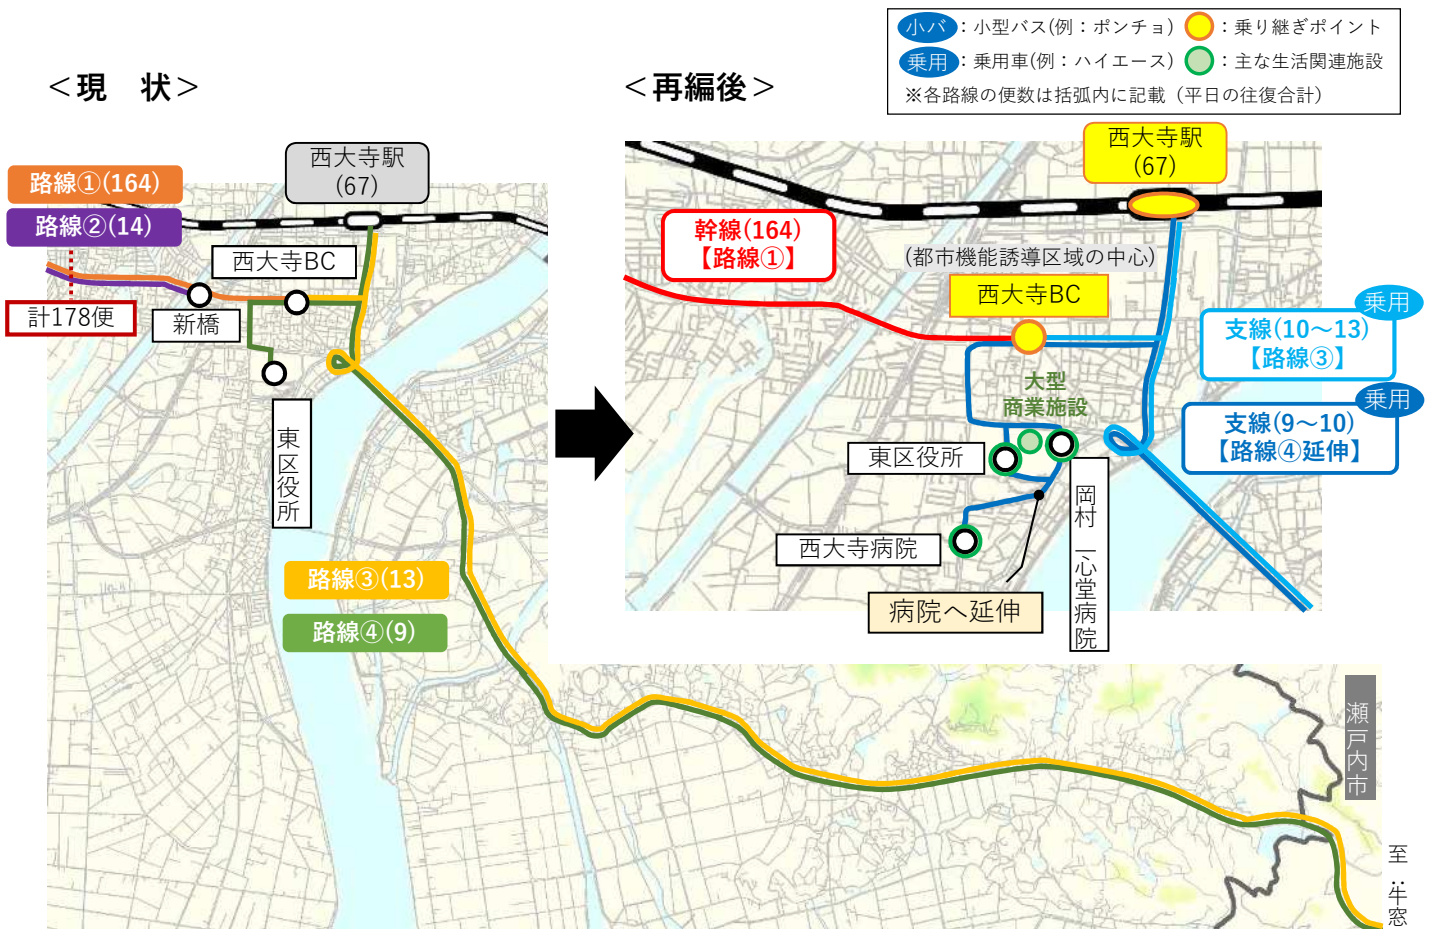 小バ：小型バス(例：ポンチョ)
：乗り継ぎポイント
乗用：乗用車(例：ハイエース)
：主な生活関連施設
※各路線の便数は括弧内に記載（平日の往復合計）
＜現　状＞
路線①(164)
路線②(14)
計178便
西大寺駅
(67)
西大寺BC
新橋
東区役所
路線③(13)
路線④(9)
＜再編後＞
西大寺駅
(67)
幹線(164)
【路線①】
(都市機能誘導区域の中心)
西大寺BC
乗用
支線(10～13)
【路線③】
乗用
支線(9～10)
【路線④延伸】
大型
商業施設
東区役所
岡村一心堂病院
西大寺病院
病院へ延伸
瀬戸内市
至：牛窓